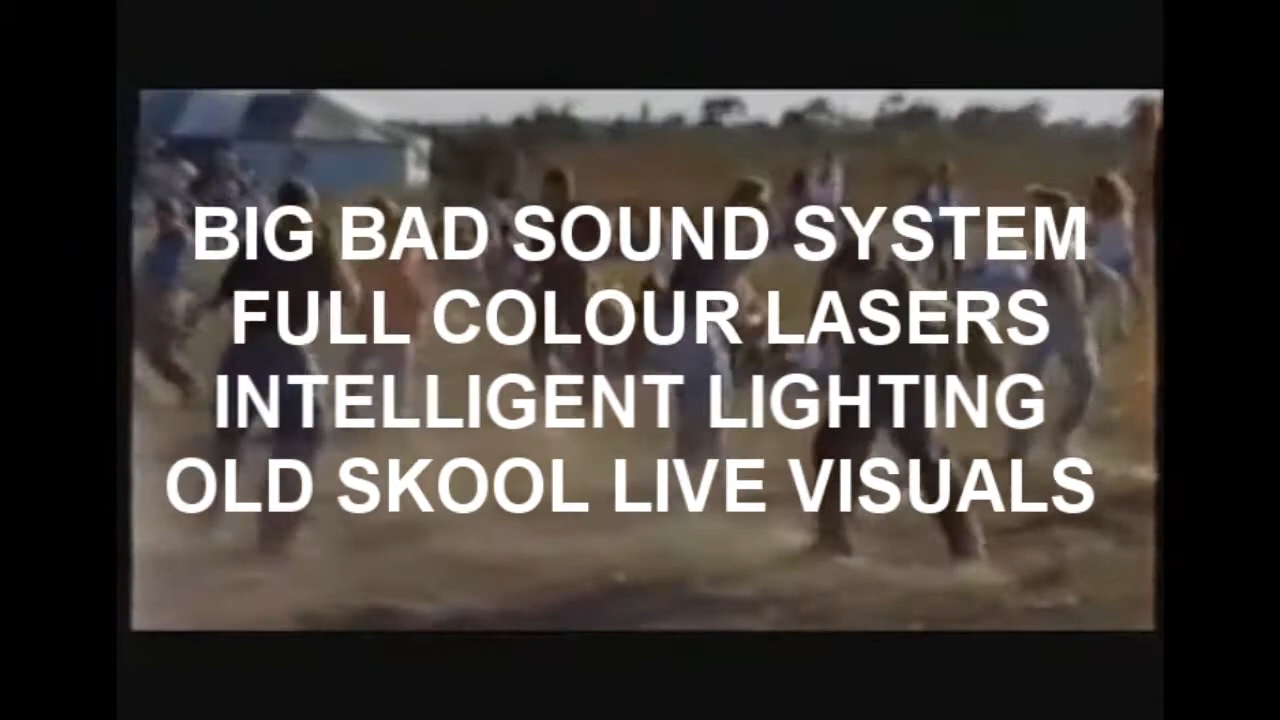 BIG BAD SOUND SYSTEM
FULL COLOUR LASERS
INTELLIGENT LIGHTING
OLD SKOOL LIVE VISUALS